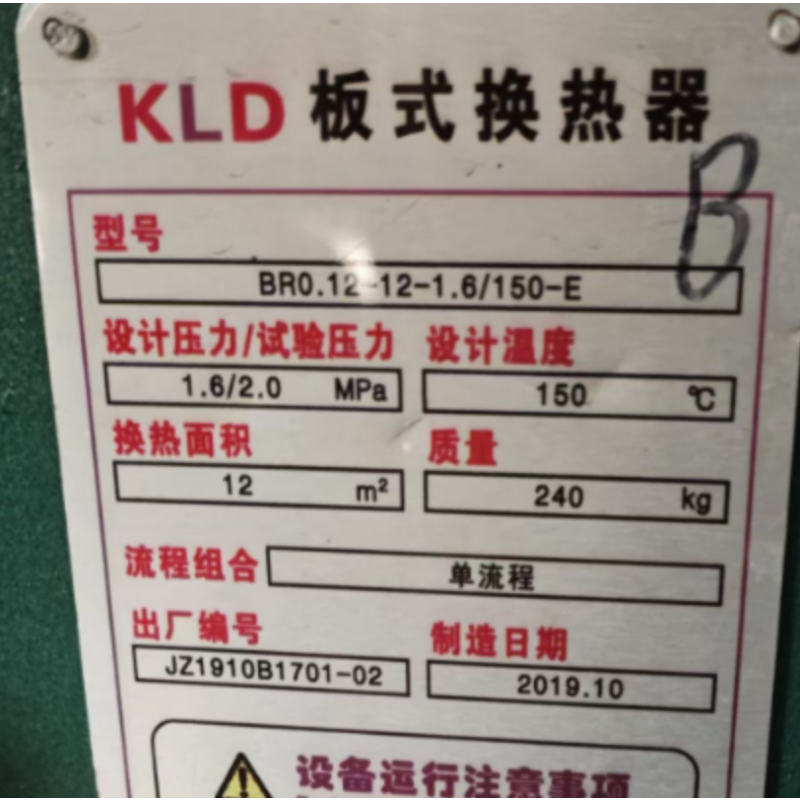 KLD 板式换热器
B
型号
BR0.12-12-1.6/150-E
设计压力/试验压力 设计温度
1.6/2.0 MPa 150 ℃
换热面积 质量
12 m² 240 kg
流程组合 单流程
出厂编号 制造日期
JZ1910B1701-02 2019.10
设备运行注意事项